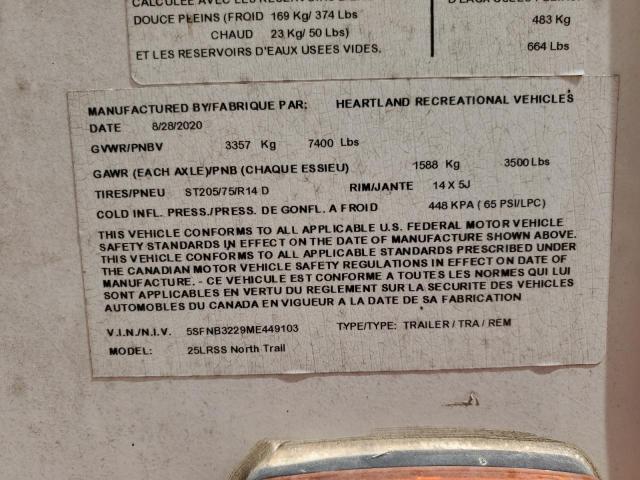 DOUCE PLEINS (FROID 169 Kg/ 374 Lbs
483 Kg
CHAUD 23 Kg/ 50 Lbs)
ET LES RESERVOIRS D'EAUX USEES VIDES.
664 Lbs
MANUFACTURED BY/FABRIQUE PAR; HEARTLAND RECREATIONAL VEHICLES
DATE 8/28/2020
GVWR/PNBV 3357 Kg 7400 Lbs
GAWR (EACH AXLE)/PNB (CHAQUE ESSIEU) 1588 Kg 3500 Lbs
TIRES/PNEU ST205/75/R14 D RIM/JANTE 14 X 5J
COLD INFL. PRESS./PRESS. DE GONFL. A FROID 448 KPA ( 65 PSI/LPC)
THIS VEHICLE CONFORMS TO ALL APPLICABLE U.S. FEDERAL MOTOR VEHICLE
SAFETY STANDARDS IN EFFECT ON THE DATE OF MANUFACTURE SHOWN ABOVE.
THIS VEHICLE CONFORMS TO ALL APPLICABLE STANDARDS PRESCRIBED UNDER
THE CANADIAN MOTOR VEHICLE SAFETY REGULATIONS IN EFFECT ON DATE OF
MANUFACTURE. - CE VEHICULE EST CONFORME A TOUTES LES NORMES QUI LUI
SONT APPLICABLES EN VERTU DU REGLEMENT SUR LA SECURITE DES VEHICLES
AUTOMOBILES DU CANADA EN VIGUEUR A LA DATE DE SA FABRICATION
V.I.N./N.I.V. 5SFNB3229ME449103 TYPE/TYPE: TRAILER / TRA / REM
MODEL: 25LRSS North Trail